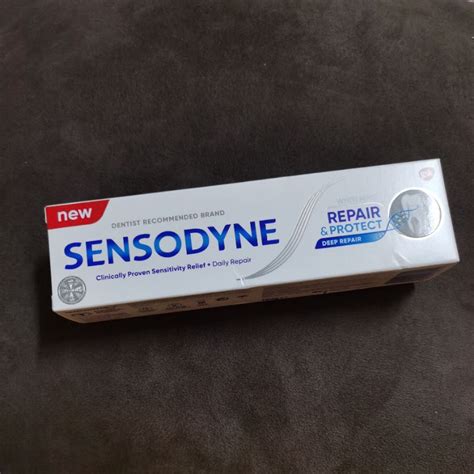 new
DENTIST RECOMMENDED BRAND
SENSODYNE
Clinically Proven Sensitivity Relief • Daily Repair
REPAIR
& PROTECT
DEEP REPAIR